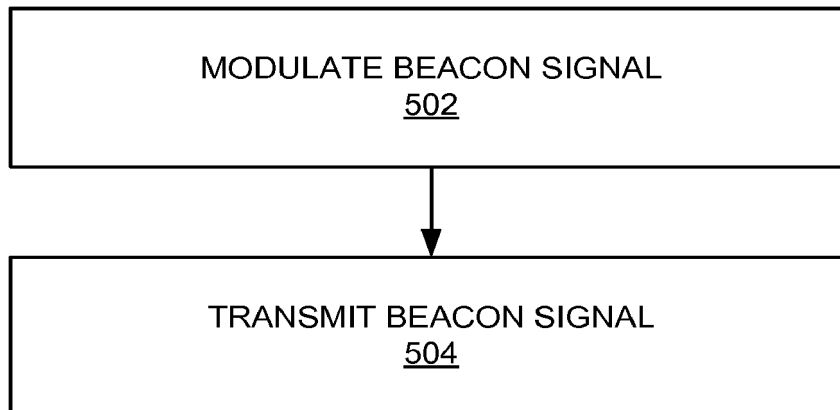 MODULATE BEACON SIGNAL
502
TRANSMIT BEACON SIGNAL
504